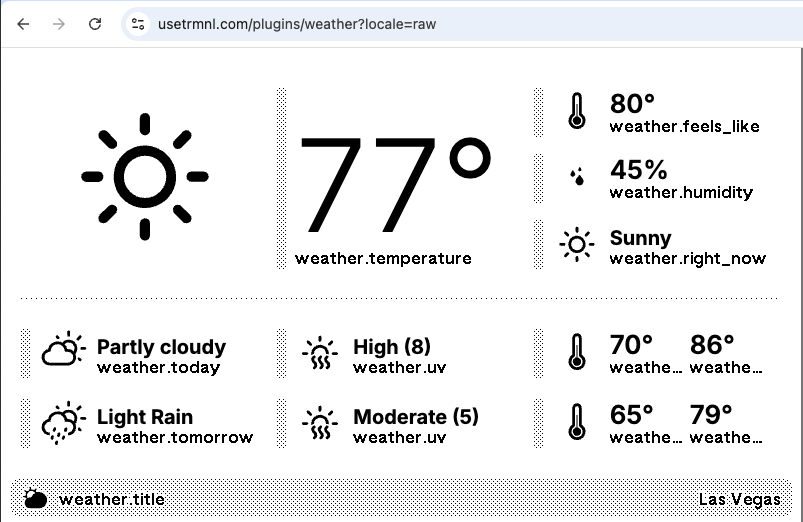 usetrmnl.com/plugins/weather?locale=raw
77°
weather.temperature
80°
weather.feels_like
45%
weather.humidity
Sunny
weather.right_now
Partly cloudy
weather.today
High (8)
weather.uv
70° 86°
weathe... weathe...
Light Rain
weather.tomorrow
Moderate (5)
weather.uv
65° 79°
weathe... weathe...
weather.title
Las Vegas